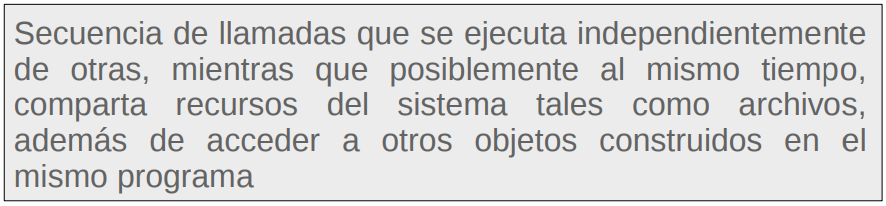 Secuencia de llamadas que se ejecuta independientemente
de otras, mientras que posiblemente al mismo tiempo,
comparta recursos del sistema tales como archivos,
además de acceder a otros objetos construidos en el
mismo programa